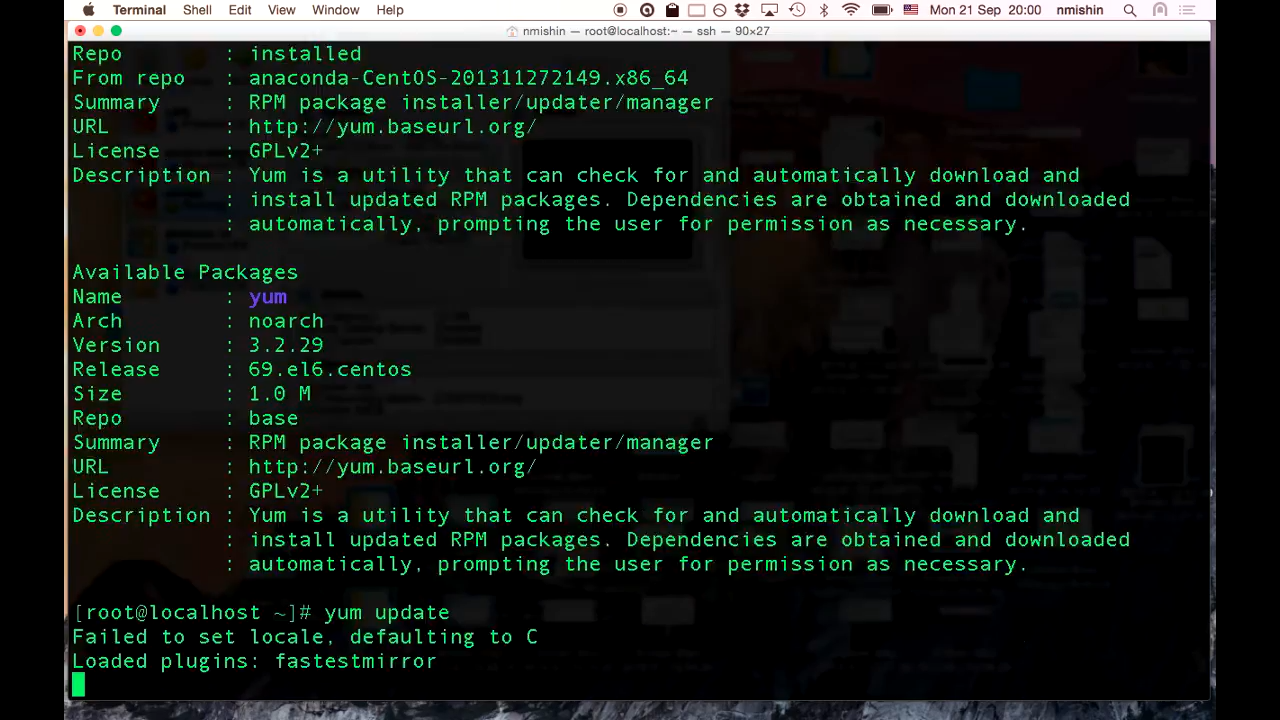 Terminal Shell Edit View Window Help Mon 21 Sep 20:00 nmishin
nmishin — root@localhost:~ — ssh — 90×27
Repo : installed
From repo : anaconda-CentOS-201311272149.x86_64
Summary : RPM package installer/updater/manager
URL : http://yum.baseurl.org/
License : GPLv2+
Description : Yum is a utility that can check for and automatically download and
: install updated RPM packages. Dependencies are obtained and downloaded
: automatically, prompting the user for permission as necessary.
Available Packages
Name : yum
Arch : noarch
Version : 3.2.29
Release : 69.el6.centos
Size : 1.0 M
Repo : base
Summary : RPM package installer/updater/manager
URL : http://yum.baseurl.org/
License : GPLv2+
Description : Yum is a utility that can check for and automatically download and
: install updated RPM packages. Dependencies are obtained and downloaded
: automatically, prompting the user for permission as necessary.
[root@localhost ~]# yum update
Failed to set locale, defaulting to C
Loaded plugins: fastestmirror